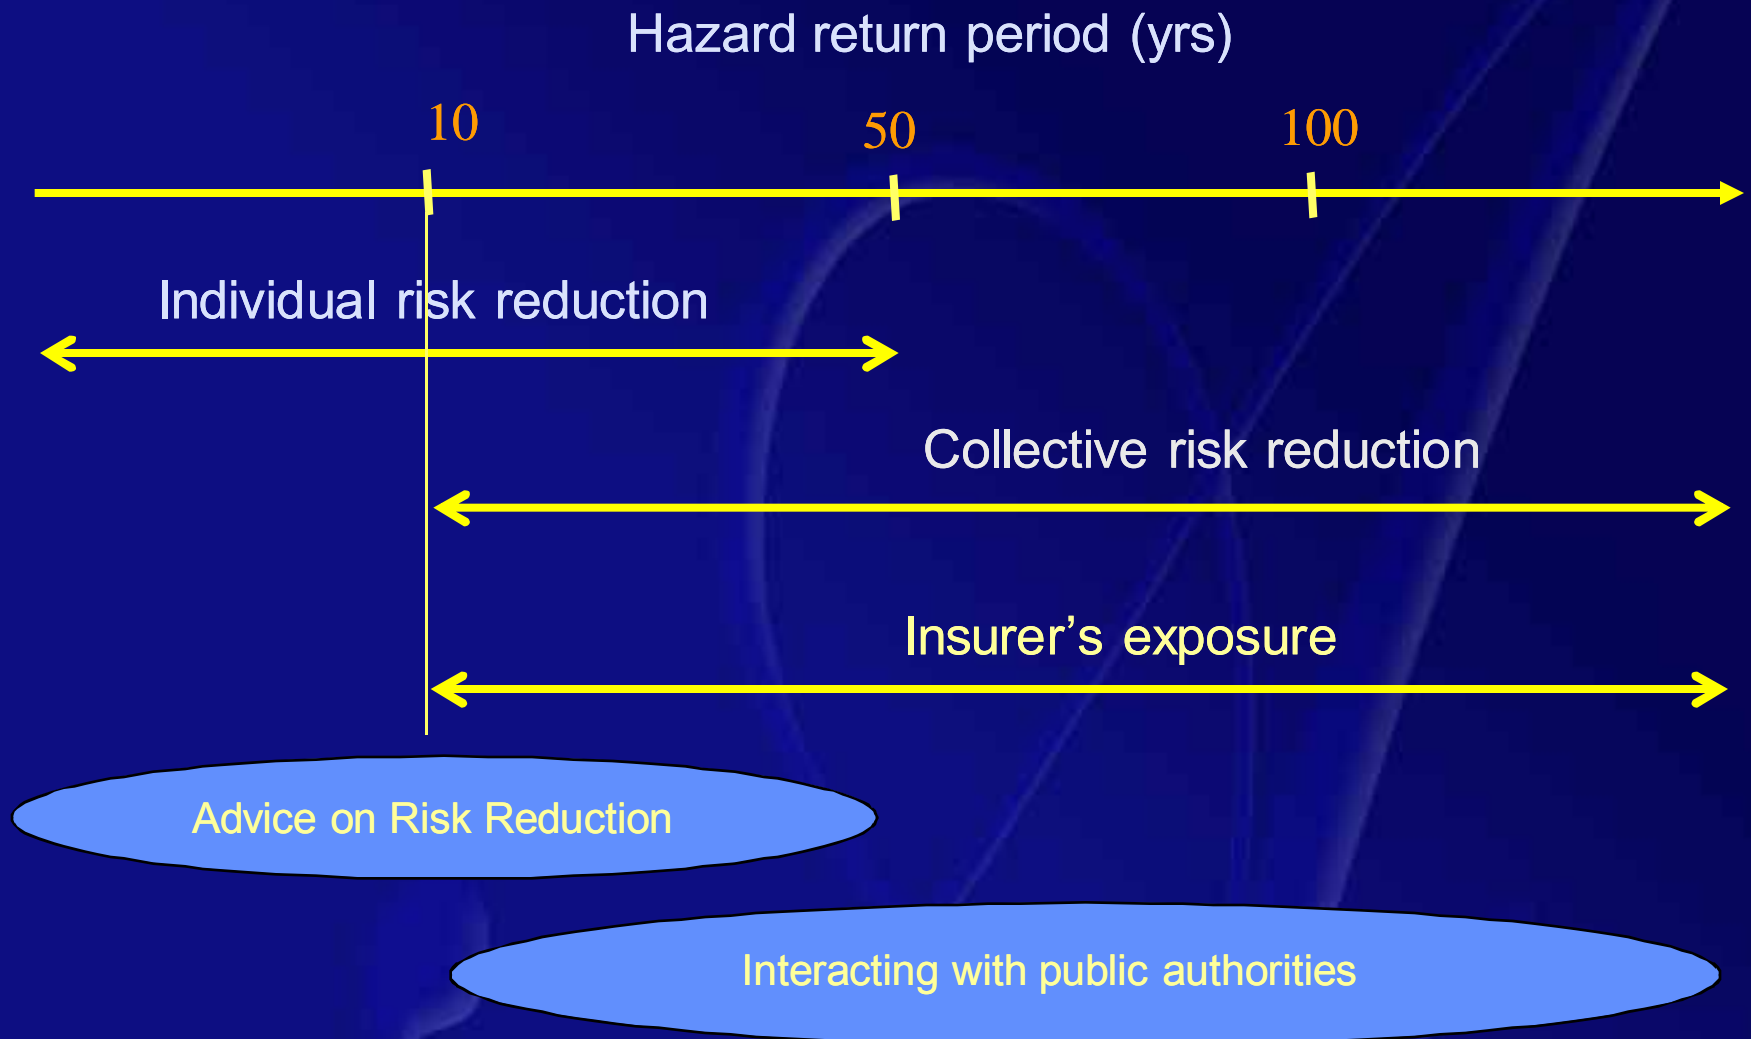 Hazard return period (yrs)
10
50
100
Individual risk reduction
Collective risk reduction
Insurer’s exposure
Advice on Risk Reduction
Interacting with public authorities